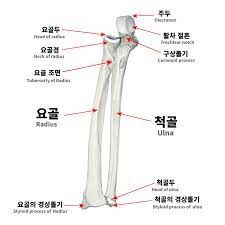 주두
Olecranon
요골두
Head of radius
활차 절흔
Trochlear notch
요골경
Neck of radius
구상돌기
Coronoid process
요골 조면
Tuberosity of Radius
요골
Radius
척골
Ulna
척골두
Head of ulna
요골의 경상돌기
Styloid process of Radius
척골의 경상돌기
Styloid process of ulna